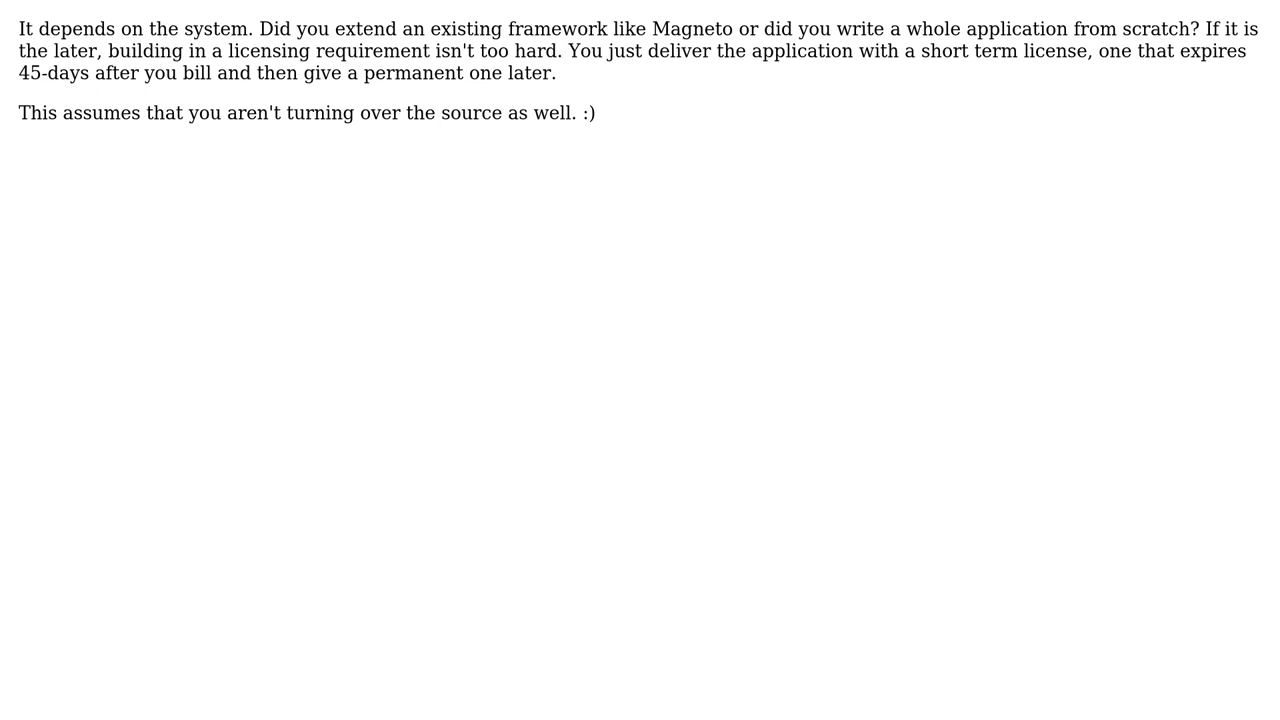 It depends on the system. Did you extend an existing framework like Magneto or did you write a whole application from scratch? If it is
the later, building in a licensing requirement isn't too hard. You just deliver the application with a short term license, one that expires
45-days after you bill and then give a permanent one later.
This assumes that you aren't turning over the source as well. :)